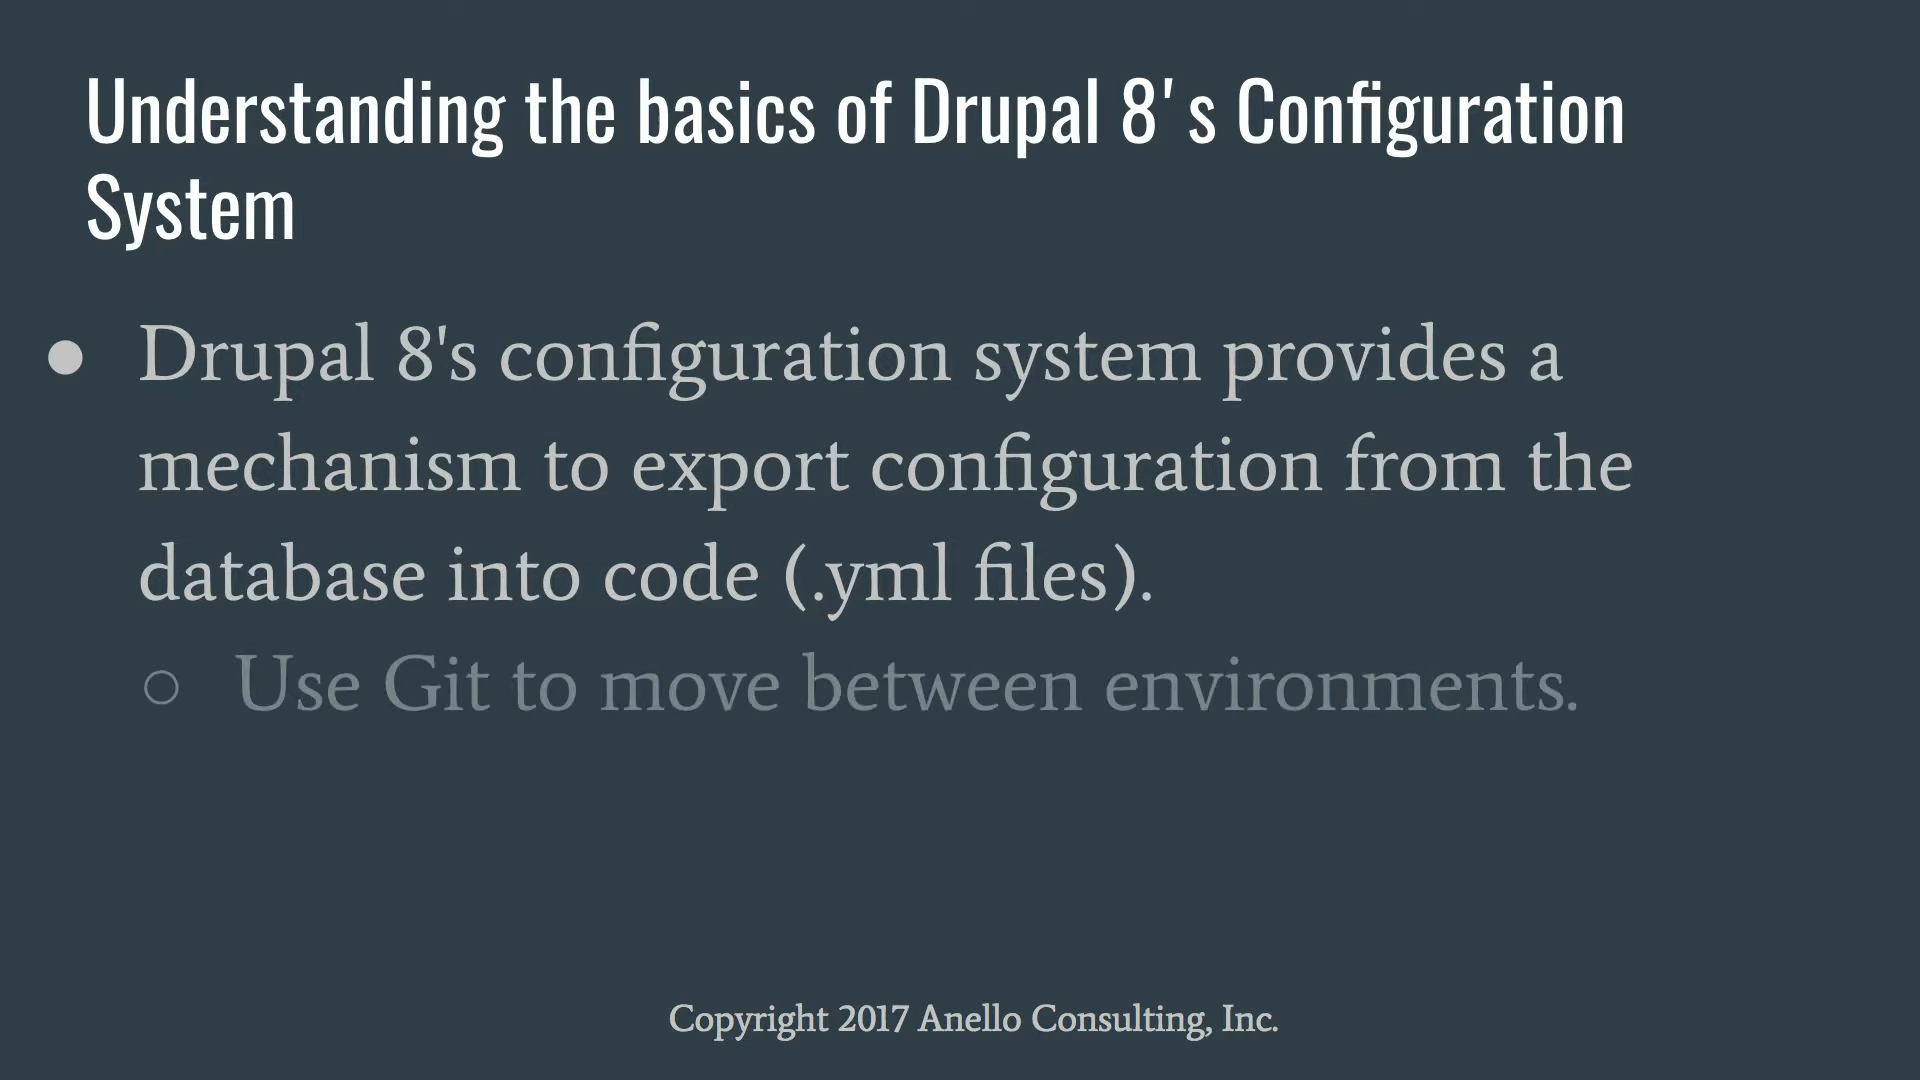 Understanding the basics of Drupal 8's Configuration
System
● Drupal 8's configuration system provides a
mechanism to export configuration from the
database into code (.yml files).
○ Use Git to move between environments.
Copyright 2017 Anello Consulting, Inc.